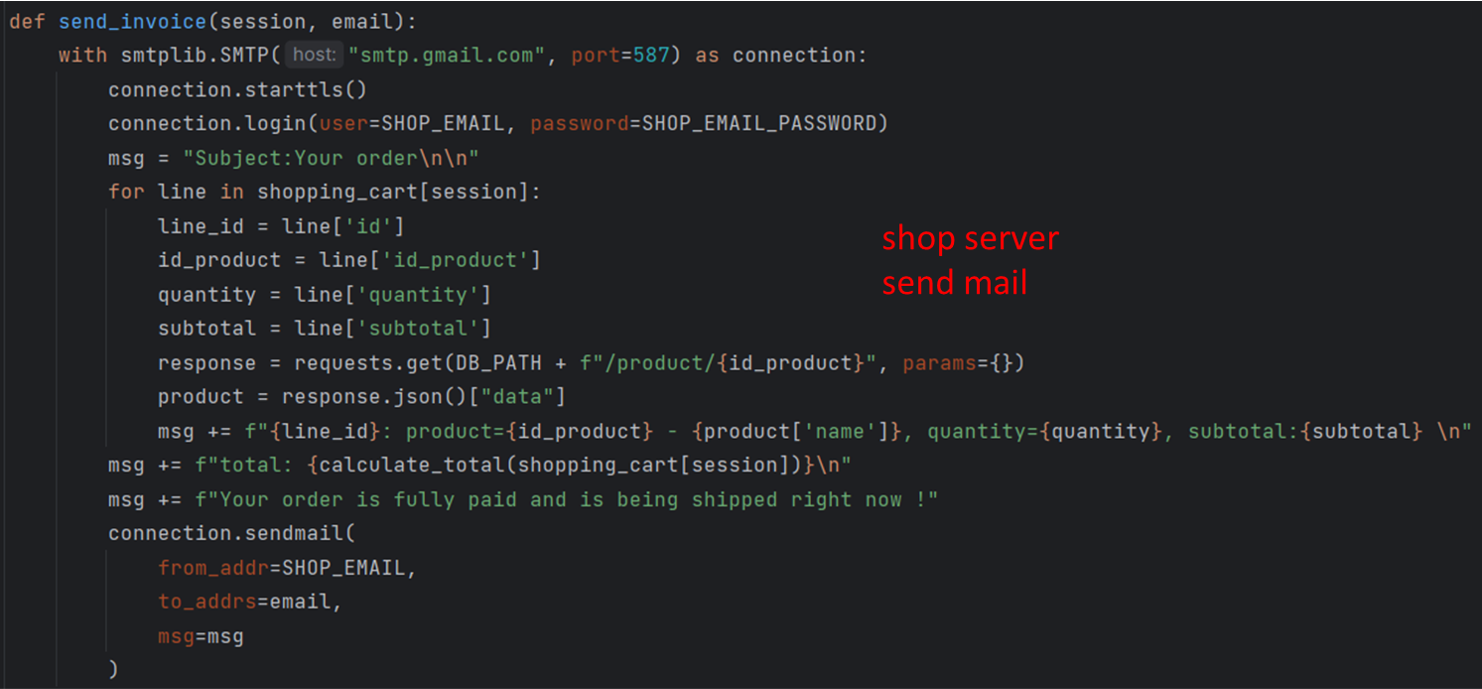 def send_invoice(session, email):
    with smtplib.SMTP( host: "smtp.gmail.com", port=587) as connection:
        connection.starttls()
        connection.login(user=SHOP_EMAIL, password=SHOP_EMAIL_PASSWORD)
        msg = "Subject:Your order\n\n"
        for line in shopping_cart[session]:
            line_id = line['id']
            id_product = line['id_product']
            quantity = line['quantity']
            subtotal = line['subtotal']
            response = requests.get(DB_PATH + f"/product/{id_product}", params={})
            product = response.json()["data"]
            msg += f"{line_id}: product={id_product} - {product['name']}, quantity={quantity}, subtotal:{subtotal} \n"
        msg += f"total: {calculate_total(shopping_cart[session])}\n"
        msg += f"Your order is fully paid and is being shipped right now !"
        connection.sendmail(
            from_addr=SHOP_EMAIL,
            to_addrs=email,
            msg=msg
        )
shop server
send mail